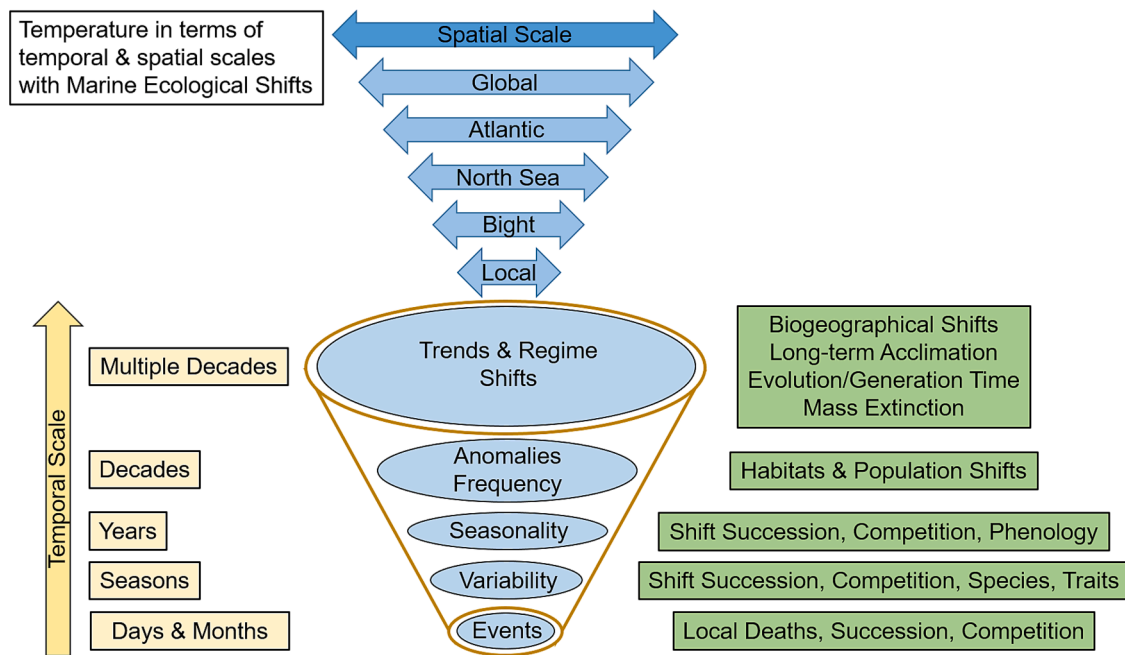 Temperature in terms of
temporal & spatial scales
with Marine Ecological Shifts
Spatial Scale
Global
Atlantic
North Sea
Bight
Local
Temporal Scale
Multiple Decades
Trends & Regime
Shifts
Biogeographical Shifts
Long-term Acclimation
Evolution/Generation Time
Mass Extinction
Decades
Anomalies
Frequency
Habitats & Population Shifts
Years
Seasonality
Shift Succession, Competition, Phenology
Seasons
Variability
Shift Succession, Competition, Species, Traits
Days & Months
Events
Local Deaths, Succession, Competition